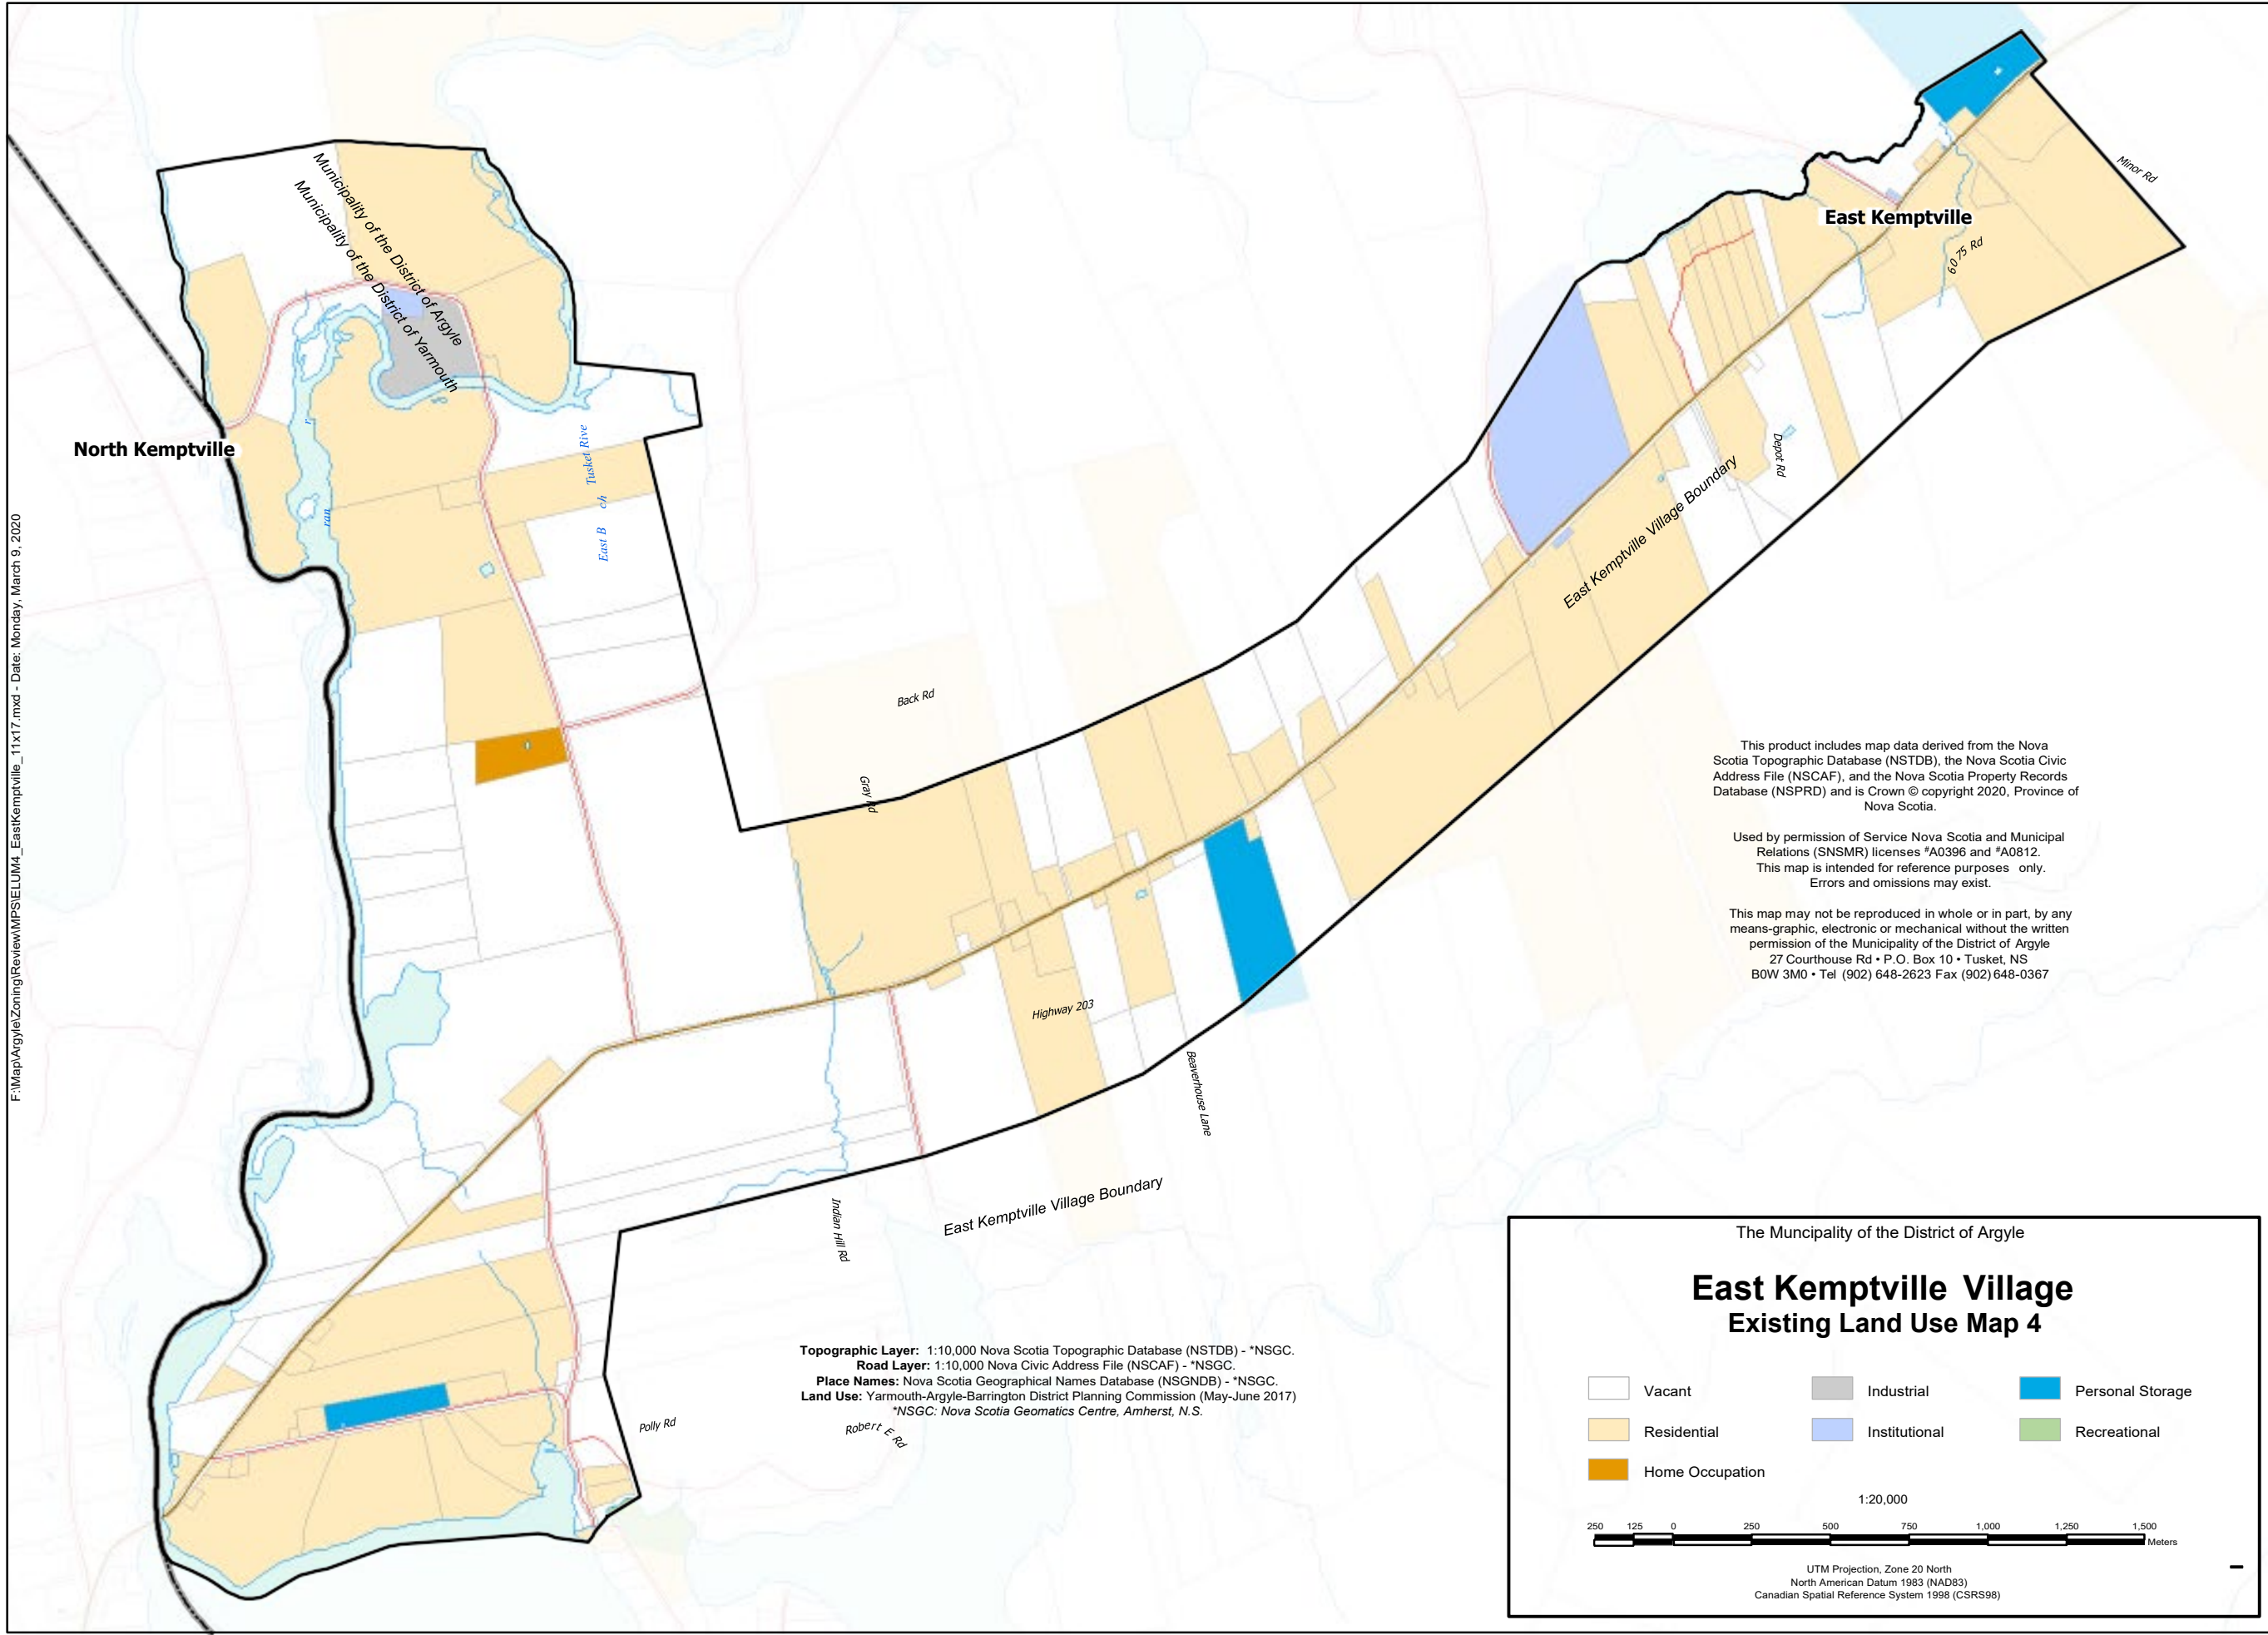 Municipality of the District of Argyle
Municipality of the District of Yarmouth
North Kemptville
East Kemptville
Minor Rd
6075 Rd
Depot Rd
East Kemptville Village Boundary
Tusket Rive
East B ch
ran
r
Back Rd
Gray Rd
Highway 203
Beaverhouse Lane
Indian Hill Rd
East Kemptville Village Boundary
Polly Rd
Robert E Rd
F:\Map\Argyle\Zoning\Review\MPS\ELUM4_EastKemptville_11x17.mxd - Date: Monday, March 9, 2020
This product includes map data derived from the Nova
Scotia Topographic Database (NSTDB), the Nova Scotia Civic
Address File (NSCAF), and the Nova Scotia Property Records
Database (NSPRD) and is Crown © copyright 2020, Province of
Nova Scotia.
Used by permission of Service Nova Scotia and Municipal
Relations (SNSMR) licenses #A0396 and #A0812.
This map is intended for reference purposes only.
Errors and omissions may exist.
This map may not be reproduced in whole or in part, by any
means-graphic, electronic or mechanical without the written
permission of the Municipality of the District of Argyle
27 Courthouse Rd • P.O. Box 10 • Tusket, NS
B0W 3M0 • Tel (902) 648-2623 Fax (902) 648-0367
Topographic Layer: 1:10,000 Nova Scotia Topographic Database (NSTDB) - *NSGC.
Road Layer: 1:10,000 Nova Civic Address File (NSCAF) - *NSGC.
Place Names: Nova Scotia Geographical Names Database (NSGNDB) - *NSGC.
Land Use: Yarmouth-Argyle-Barrington District Planning Commission (May-June 2017)
*NSGC: Nova Scotia Geomatics Centre, Amherst, N.S.
The Muncipality of the District of Argyle
East Kemptville Village
Existing Land Use Map 4
Vacant
Industrial
Personal Storage
Residential
Institutional
Recreational
Home Occupation
1:20,000
250 125 0 250 500 750 1,000 1,250 1,500
Meters
UTM Projection, Zone 20 North
North American Datum 1983 (NAD83)
Canadian Spatial Reference System 1998 (CSRS98)